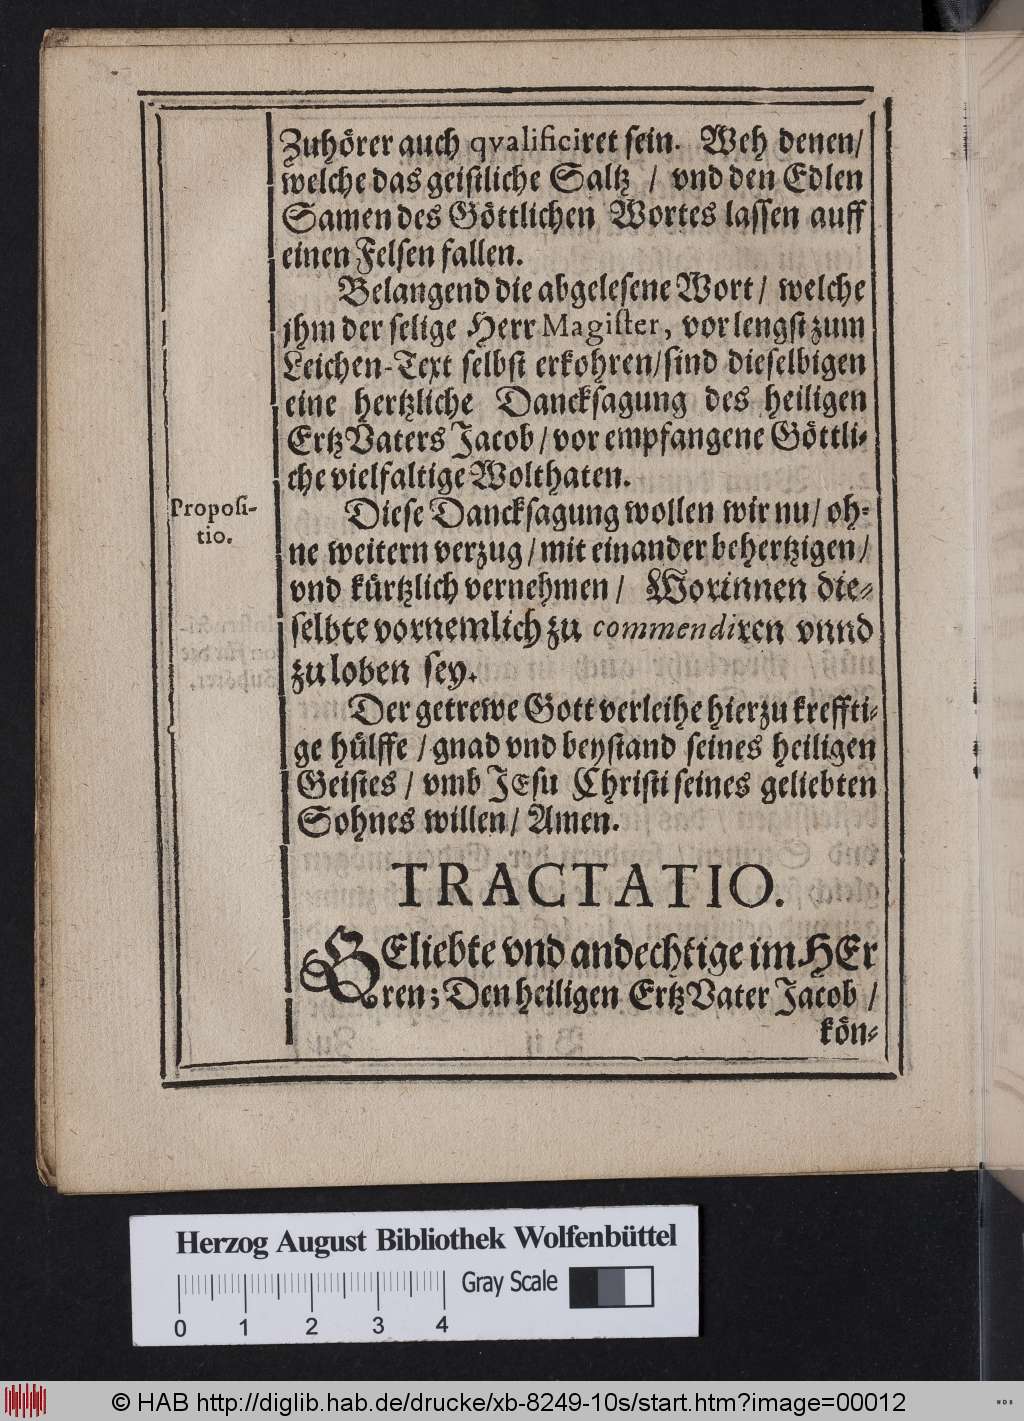 Zuhörer auch qvalificiret sein. Weh denen/
welche das geistliche Saltz / vnd den Edlen
Samen des Göttlichen Wortes lassen auff
einen Felsen fallen.
Belangend die abgelesene Wort / welche
jhm der selige Herr Magister, vorlengst zum
Leichen-Text selbst erkohren/ sind dieselbigen
eine hertzliche Dancksagung des heiligen
ErtzVaters Jacob / vor empfangene Göttli-
che vielfaltige Wolthaten.
Proposi-
tio.
Diese Dancksagung wollen wir nu/ oh-
ne weitern verzug / mit einander behertzigen /
vnd kürtzlich vernehmen / Worinnen die-
selbte vornemlich zu commendiren vnnd
zu loben sey.
Der getrewe Gott verleihe hierzu kreffti-
ge hülffe / gnad vnd beystand seines heiligen
Geistes / vmb JEsu Christi seines geliebten
Sohnes willen/ Amen.
TRACTATIO.
GEliebte vnd andechtige im HEr
ren; Den heiligen ErtzVater Jacob /
kön-
Herzog August Bibliothek Wolfenbüttel
Gray Scale
0 1 2 3 4
© HAB http://diglib.hab.de/drucke/xb-8249-10s/start.htm?image=00012